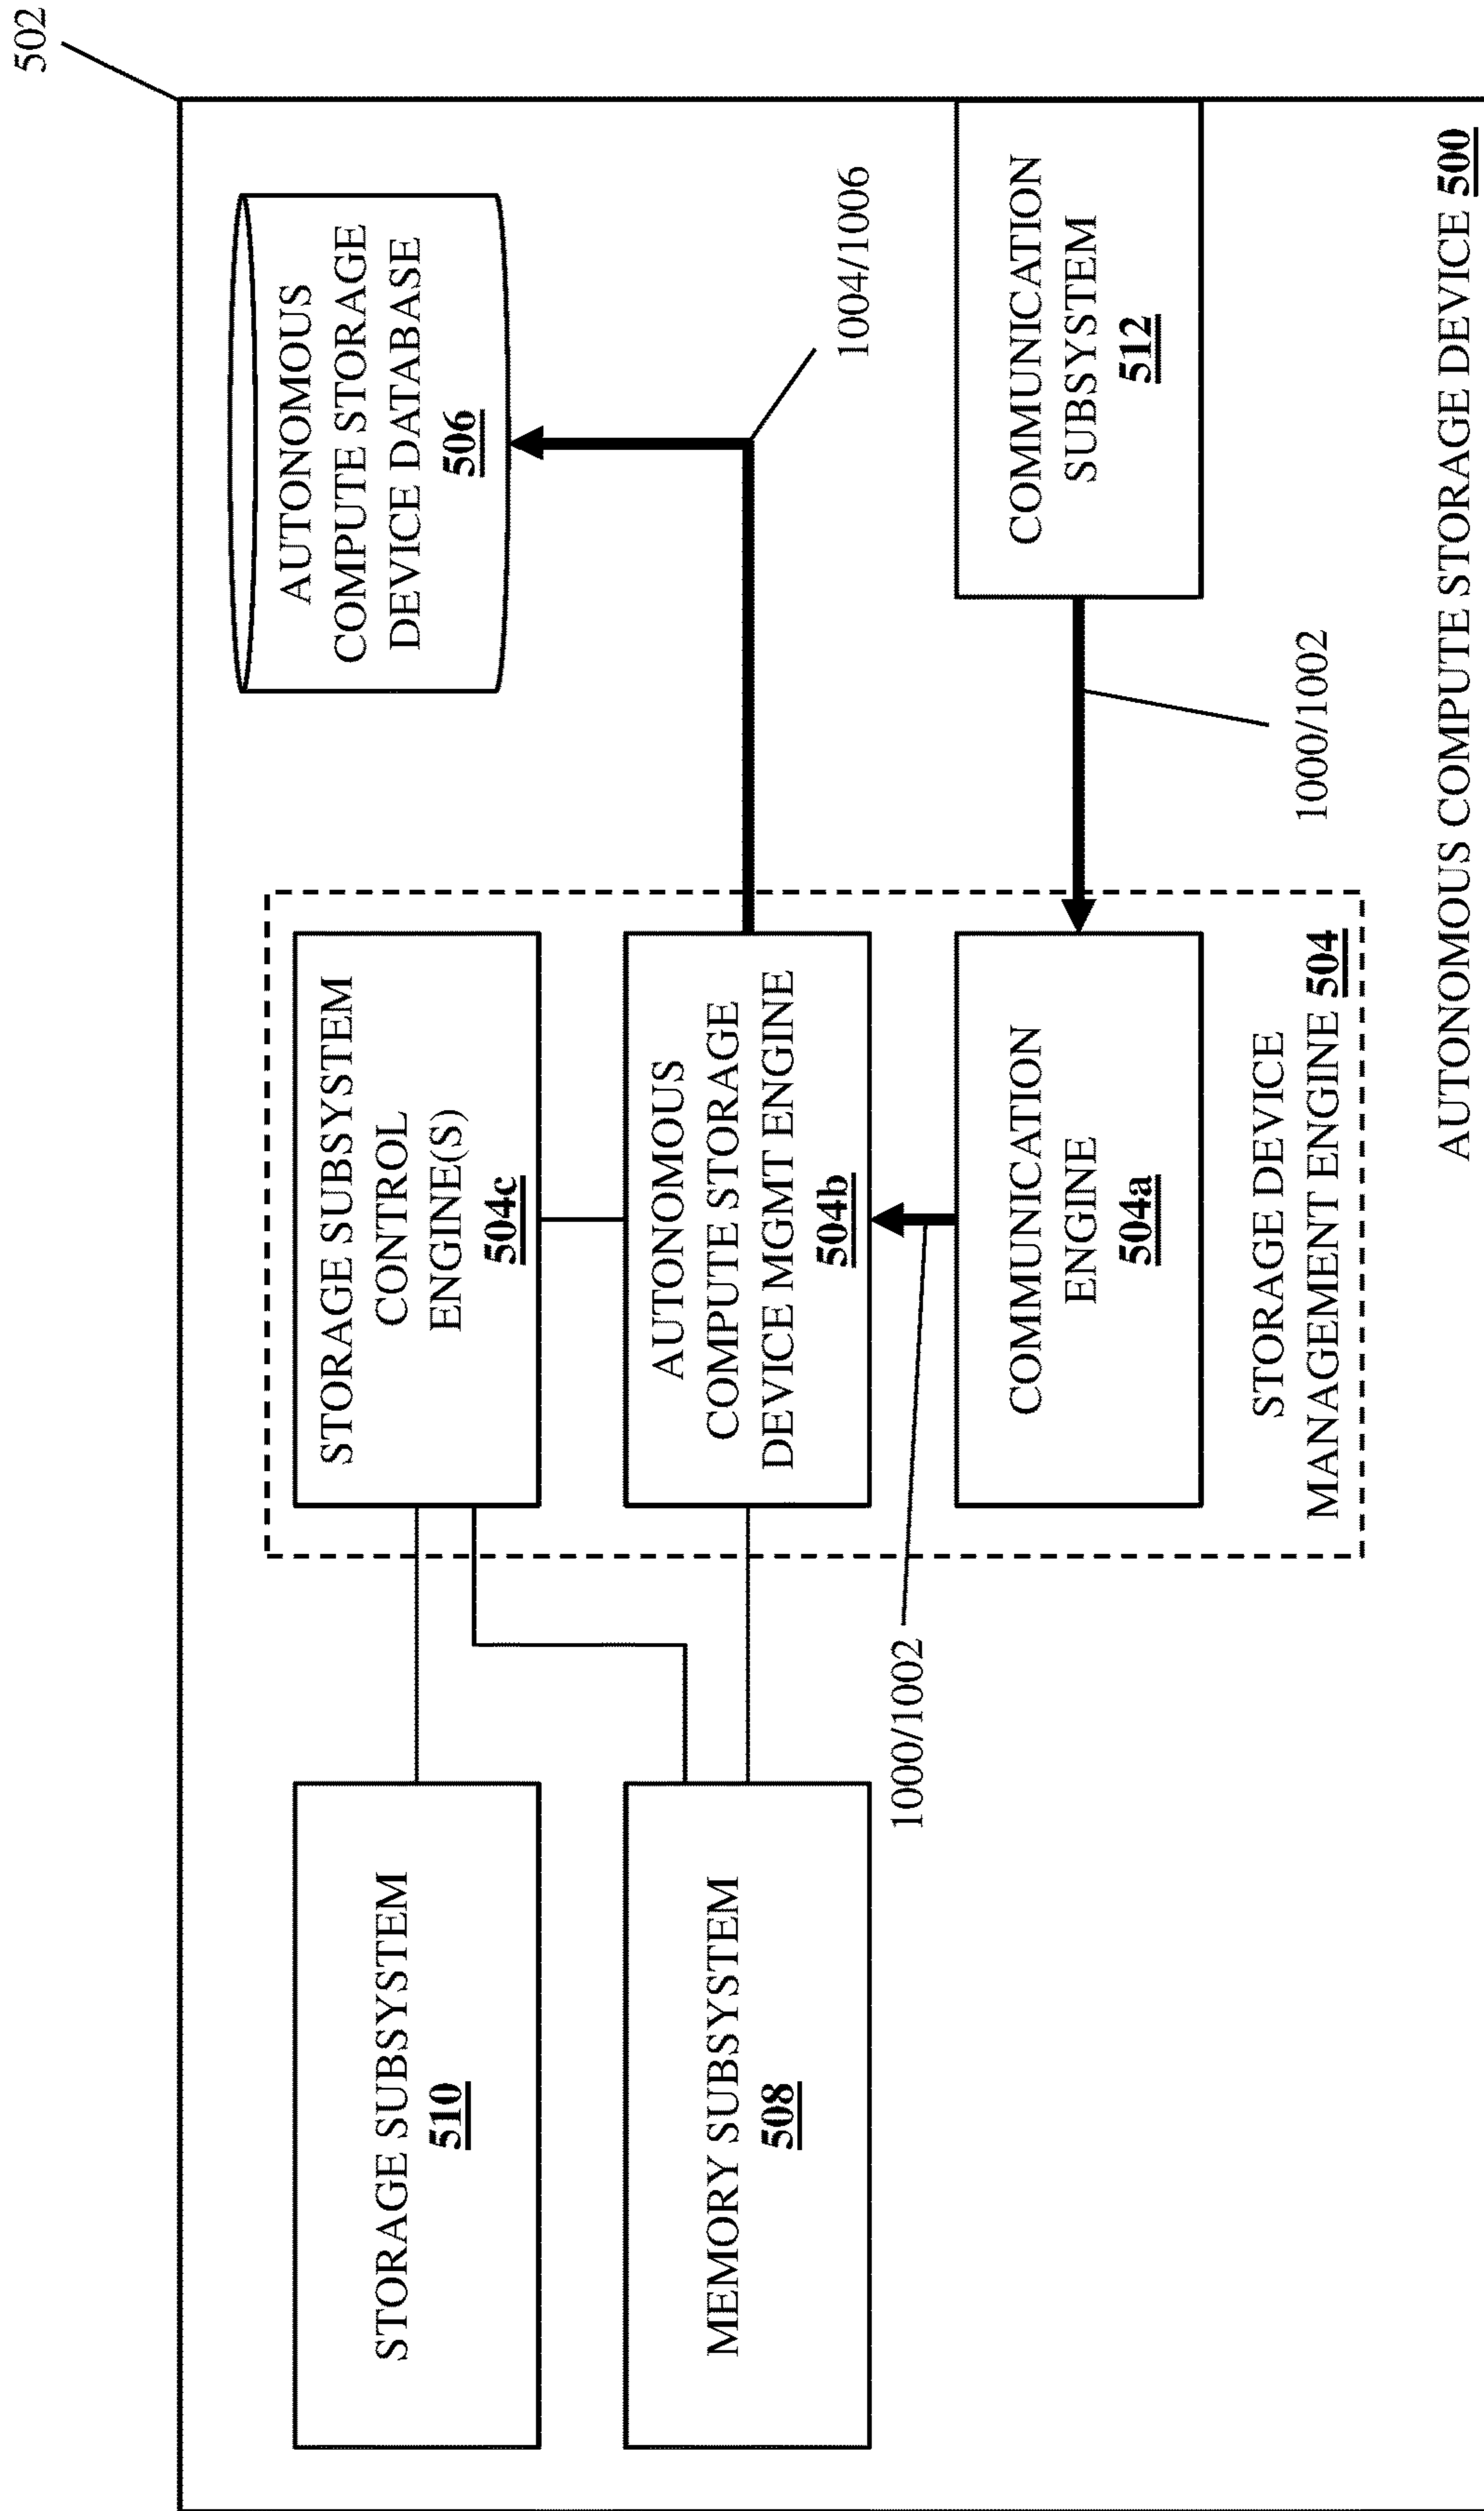 502
STORAGE SUBSYSTEM
510
STORAGE SUBSYSTEM
CONTROL
ENGINE(S)
504c
AUTONOMOUS
COMPUTE STORAGE
DEVICE DATABASE
506
MEMORY SUBSYSTEM
508
AUTONOMOUS
COMPUTE STORAGE
DEVICE MGMT ENGINE
504b
1004/1006
1000/1002
COMMUNICATION
ENGINE
504a
COMMUNICATION
SUBSYSTEM
512
1000/1002
STORAGE DEVICE
MANAGEMENT ENGINE 504
AUTONOMOUS COMPUTE STORAGE DEVICE 500